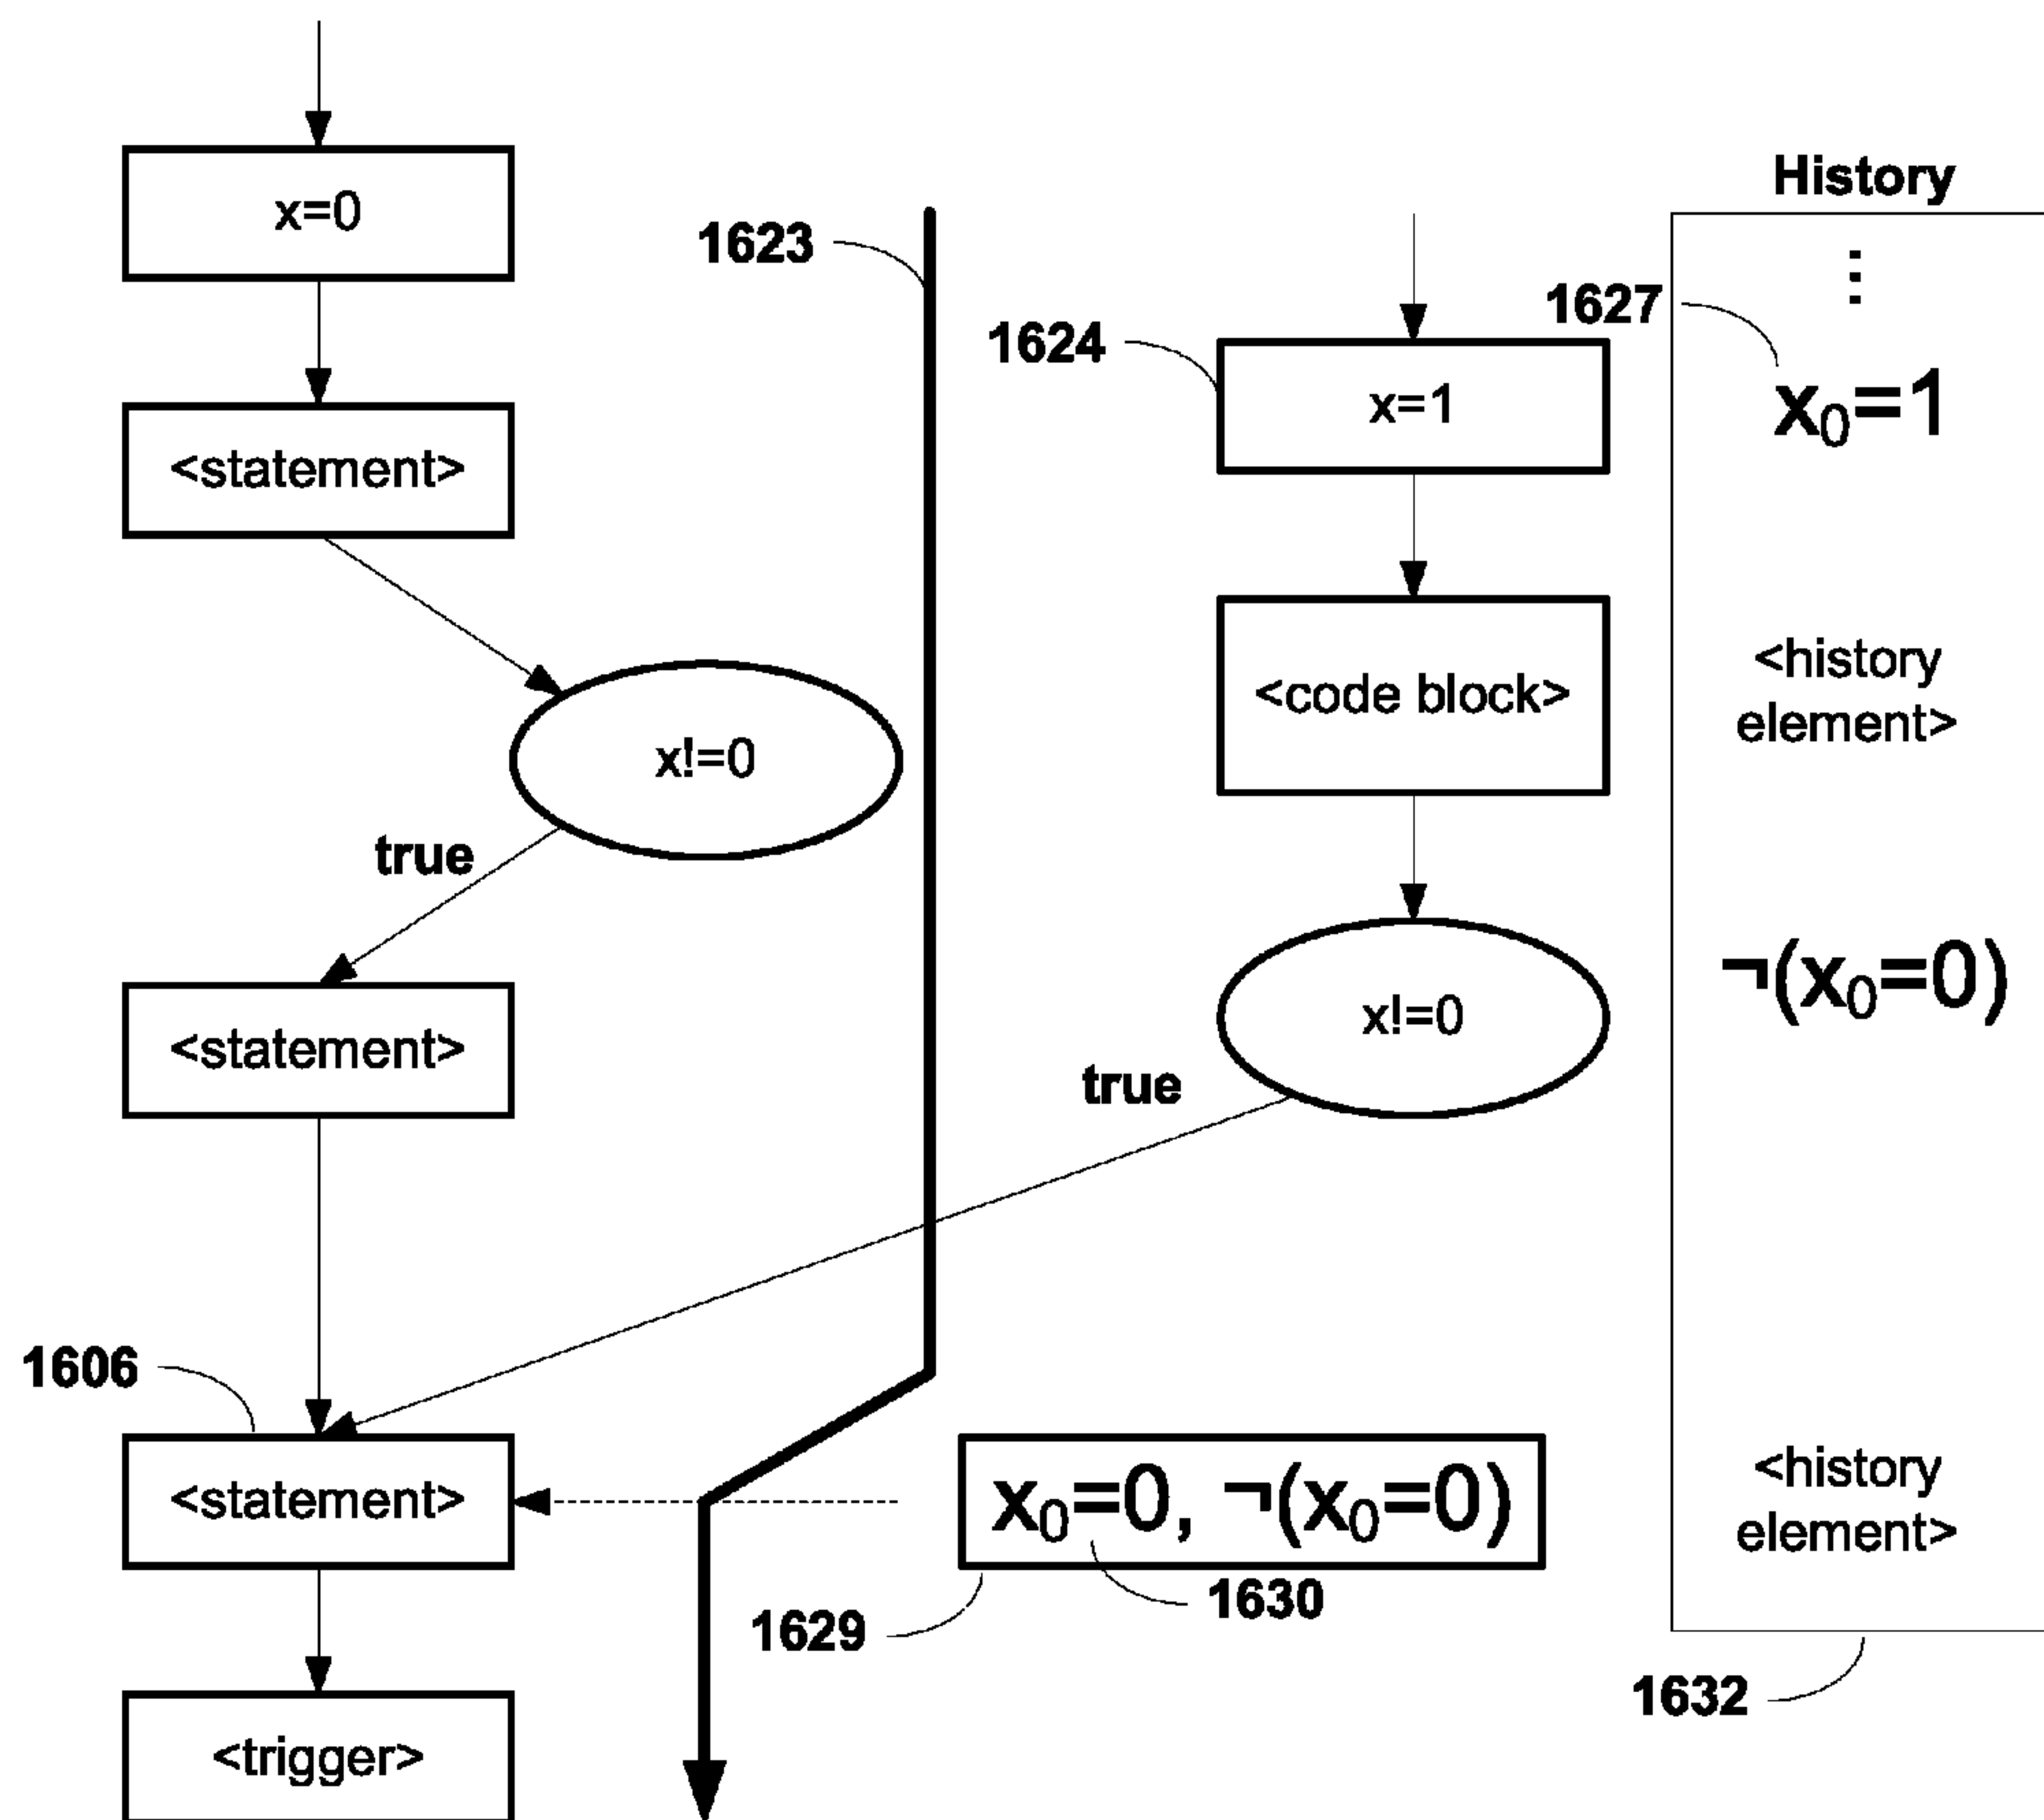 History
x=0
1623
⋮
1627
1624
x=1
x₀=1
<statement>
<history
element>
<code block>
x!=0
true
¬(x₀=0)
x!=0
<statement>
true
1606
<history
element>
<statement>
x₀=0, ¬(x₀=0)
1630
1629
1632
<trigger>